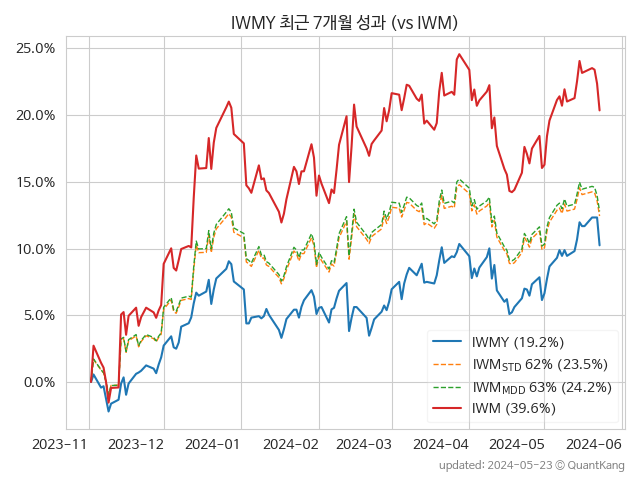 IWMY 최근 7개월 성과 (vs IWM)
25.0%
20.0%
15.0%
10.0%
5.0%
0.0%
IWMY (19.2%)
IWM_STD 62% (23.5%)
IWM_MDD 63% (24.2%)
IWM (39.6%)
2023−11 2023−12 2024−01 2024−02 2024−03 2024−04 2024−05 2024−06
updated: 2024-05-23 © QuantKang